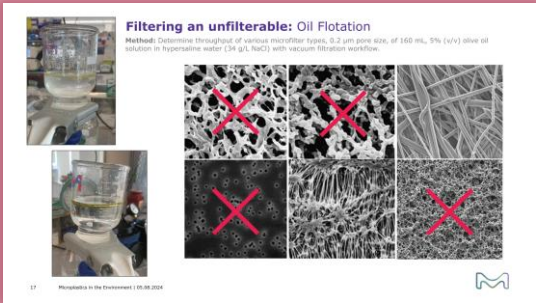 Filtering an unfilterable: Oil Flotation
Method: Determine throughput of various microfilter types, 0.2 µm pore size, of 160 mL, 5% (v/v) olive oil
solution in hypersaline water (34 g/L NaCl) with vacuum filtration workflow.
17 Microplastics in the Environment | 05.08.2024